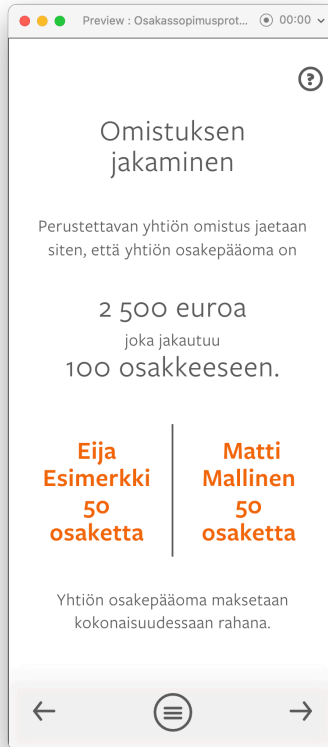 Preview : Osakassopimusprot... 00:00
?
Omistuksen
jakaminen
Perustettavan yhtiön omistus jaetaan
siten, että yhtiön osakepääoma on
2 500 euroa
joka jakautuu
100 osakkeeseen.
Eija
Esimerkki
50
osaketta
Matti
Mallinen
50
osaketta
Yhtiön osakepääoma maksetaan
kokonaisuudessaan rahana.